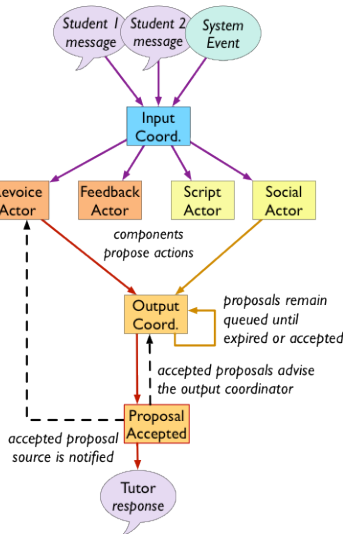 Student 1
message
Student 2
message
System
Event
Input
Coord.
evoice
Actor
Feedback
Actor
Script
Actor
Social
Actor
components
propose actions
Output
Coord.
proposals remain
queued until
expired or accepted
accepted proposals advise
the output coordinator
Proposal
Accepted
accepted proposal
source is notified
Tutor
response